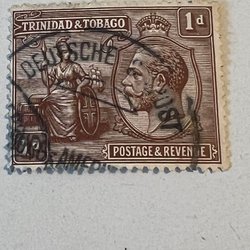 TRINIDAD & TOBAGO 1d
DEUTSCHE
POSTAGE & REVENUE